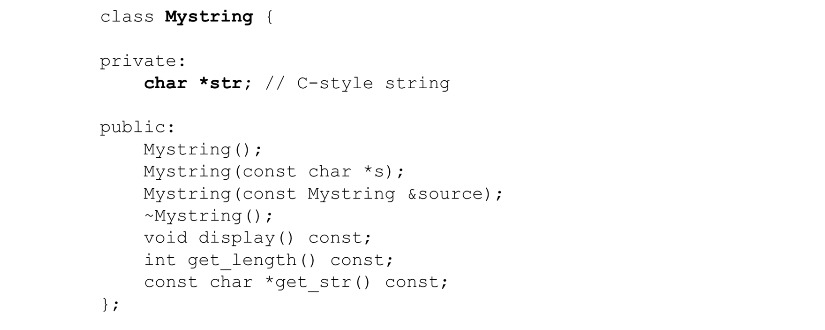 class Mystring {
private:
char *str; // C-style string
public:
Mystring();
Mystring(const char *s);
Mystring(const Mystring &source);
~Mystring();
void display() const;
int get_length() const;
const char *get_str() const;
};